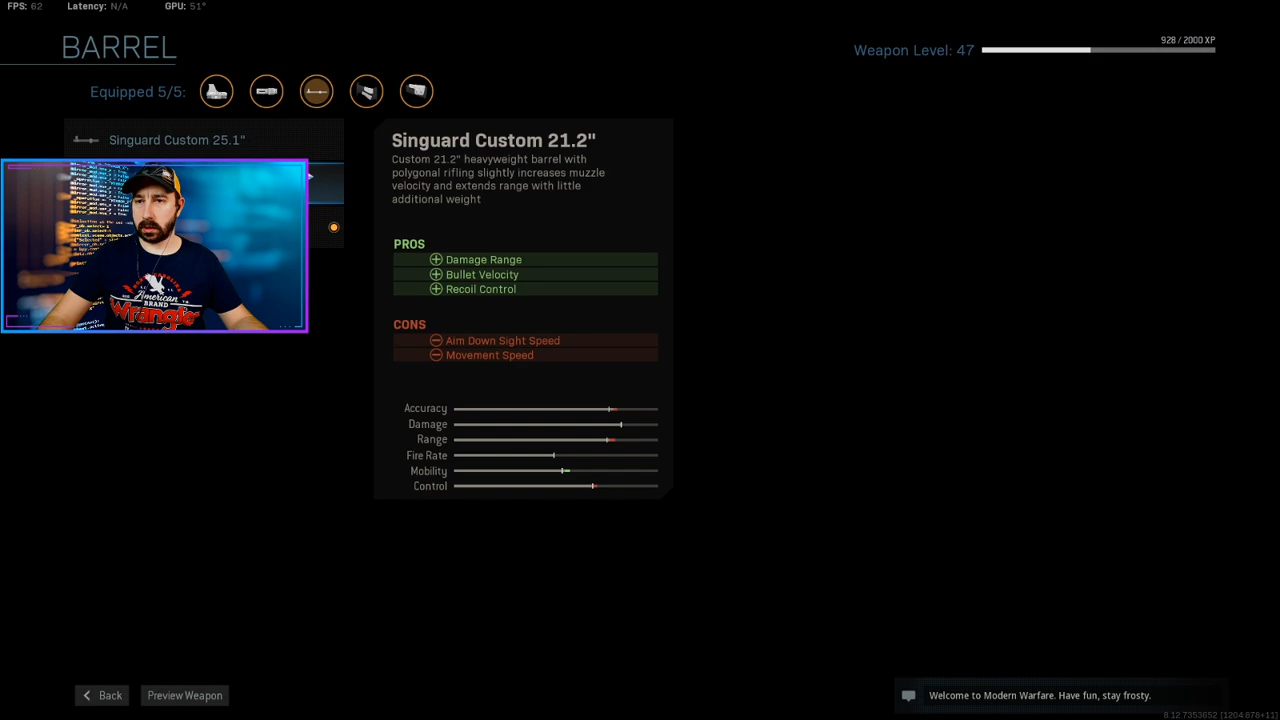 FPS: 62 Latency: N/A GPU: 51°
BARREL
Weapon Level: 47
928 / 2000 XP
Equipped 5/5:
Singuard Custom 25.1"
Singuard Custom 21.2"
Custom 21.2" heavyweight barrel with
polygonal rifling slightly increases muzzle
velocity and extends range with little
additional weight
PROS
Damage Range
Bullet Velocity
Recoil Control
CONS
Aim Down Sight Speed
Movement Speed
Accuracy
Damage
Range
Fire Rate
Mobility
Control
American
BRAND
Wrangler
Back
Preview Weapon
Welcome to Modern Warfare. Have fun, stay frosty.